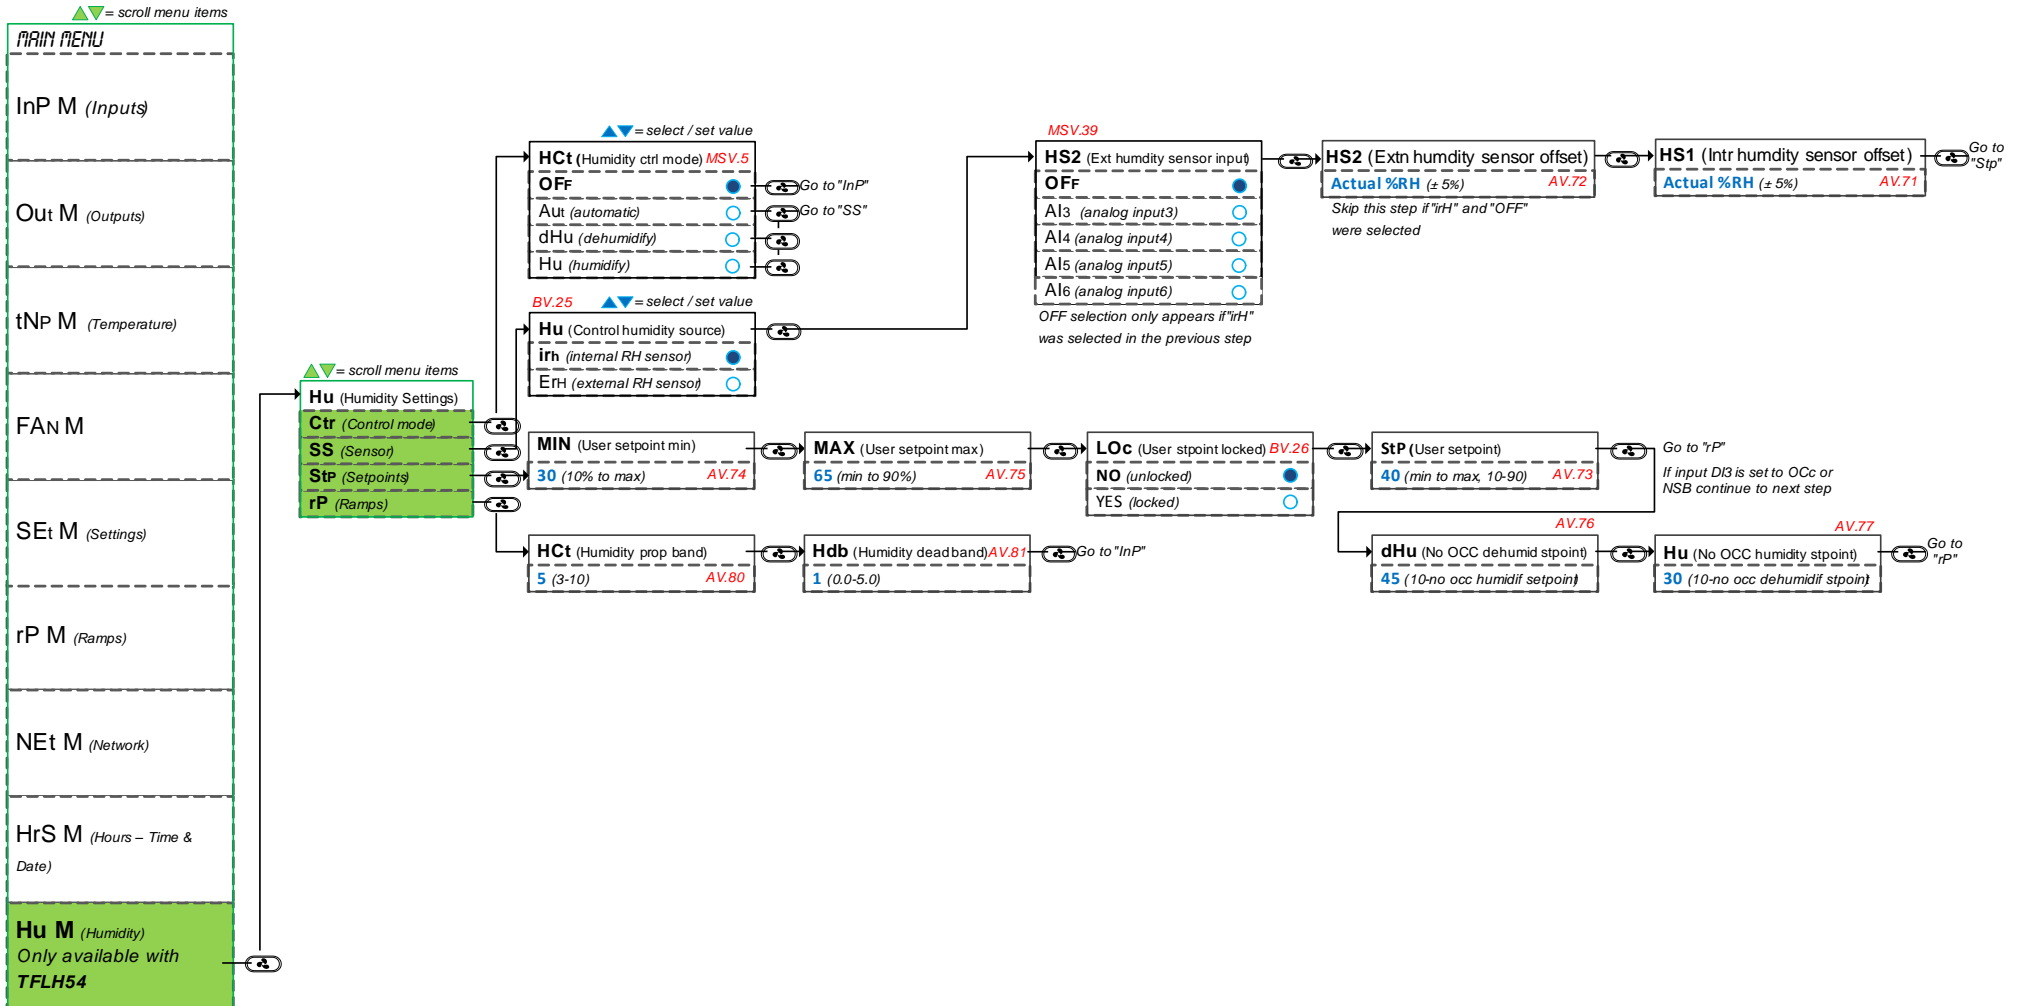 = scroll menu items
MAIN MENU
InP M (Inputs)
Out M (Outputs)
tNP M (Temperature)
FAN M
SEt M (Settings)
rP M (Ramps)
NEt M (Network)
HrS M (Hours – Time &
Date)
Hu M (Humidity)
Only available with
TFLH54
= scroll menu items
Hu (Humidity Settings)
Ctr (Control mode)
SS (Sensor)
StP (Setpoints)
rP (Ramps)
= select / set value
HCt (Humidity ctrl mode) MSV.5
OFF
Go to "InP"
Aut (automatic)
Go to "SS"
dHu (dehumidify)
Hu (humidify)
BV.25
= select / set value
Hu (Control humidity source)
irh (internal RH sensor)
ErH (external RH sensor)
MSV.39
HS2 (Ext humdity sensor input)
OFF
AI3 (analog input3)
AI4 (analog input4)
AI5 (analog input5)
AI6 (analog input6)
OFF selection only appears if "irH"
was selected in the previous step
HS2 (Extn humdity sensor offset)
Actual %RH (± 5%) AV.72
Skip this step if "irH" and "OFF"
were selected
HS1 (Intr humdity sensor offset)
Actual %RH (± 5%) AV.71
Go to
"Stp"
MIN (User setpoint min)
30 (10% to max) AV.74
MAX (User setpoint max)
65 (min to 90%) AV.75
LOc (User stpoint locked) BV.26
NO (unlocked)
YES (locked)
StP (User setpoint)
40 (min to max, 10-90) AV.73
Go to "rP"
If input DI3 is set to OCc or
NSB continue to next step
HCt (Humidity prop band)
5 (3-10) AV.80
Hdb (Humidity deadband) AV.81
1 (0.0-5.0)
Go to "InP"
AV.76
dHu (No OCC dehumid stpoint)
45 (10-no occ humidif setpoint)
AV.77
Hu (No OCC humidity stpoint)
30 (10-no occ dehumidif stpoint)
Go to
"rP"